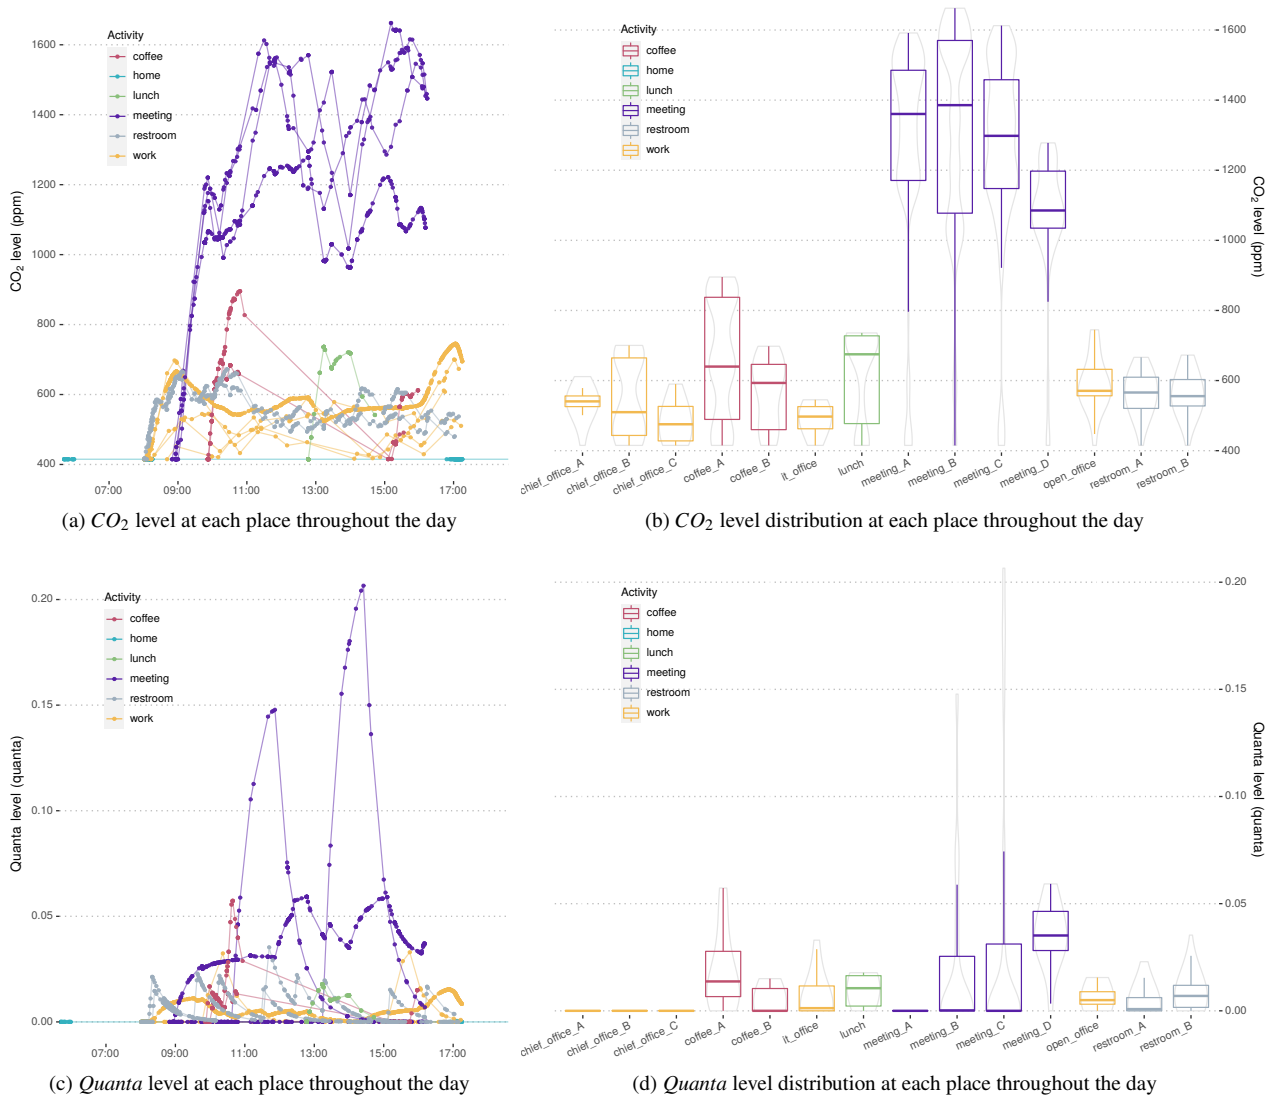 Activity
coffee
home
lunch
meeting
restroom
work
CO2 level (ppm)
1600
1400
1200
1000
800
600
400
07:00 09:00 11:00 13:00 15:00 17:00
(a) CO2 level at each place throughout the day
Activity
coffee
home
lunch
meeting
restroom
work
1600
1400
1200
1000
800
600
400
CO2 level (ppm)
chief_office_A chief_office_B chief_office_C coffee_A coffee_B it_office lunch meeting_A meeting_B meeting_C meeting_D open_office restroom_A restroom_B
(b) CO2 level distribution at each place throughout the day
Activity
coffee
home
lunch
meeting
restroom
work
Quanta level (quanta)
0.20
0.15
0.10
0.05
0.00
07:00 09:00 11:00 13:00 15:00 17:00
(c) Quanta level at each place throughout the day
Activity
coffee
home
lunch
meeting
restroom
work
0.20
0.15
0.10
0.05
0.00
Quanta level (quanta)
chief_office_A chief_office_B chief_office_C coffee_A coffee_B it_office lunch meeting_A meeting_B meeting_C meeting_D open_office restroom_A restroom_B
(d) Quanta level distribution at each place throughout the day